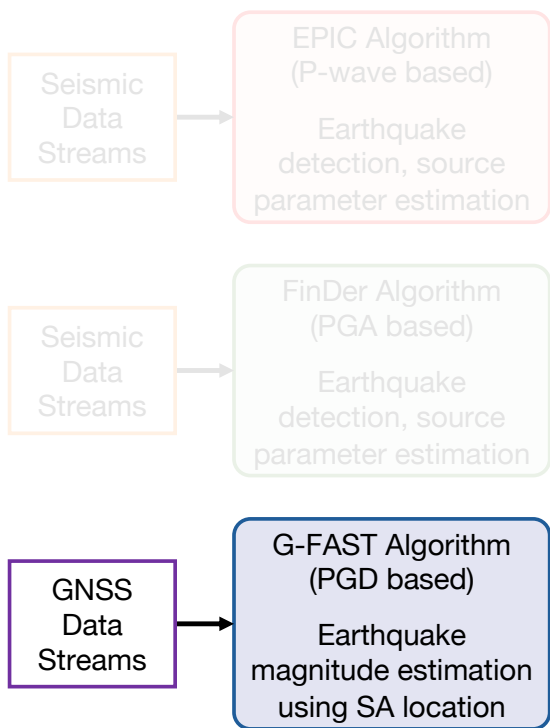 Seismic
Data
Streams
EPIC Algorithm
(P-wave based)
Earthquake
detection, source
parameter estimation
Seismic
Data
Streams
FinDer Algorithm
(PGA based)
Earthquake
detection, source
parameter estimation
GNSS
Data
Streams
G-FAST Algorithm
(PGD based)
Earthquake
magnitude estimation
using SA location